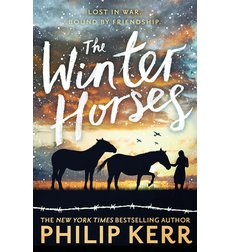 LOST IN WAR.
BOUND BY FRIENDSHIP.
The
Winter
Horses
THE NEW YORK TIMES BESTSELLING AUTHOR
PHILIP KERR